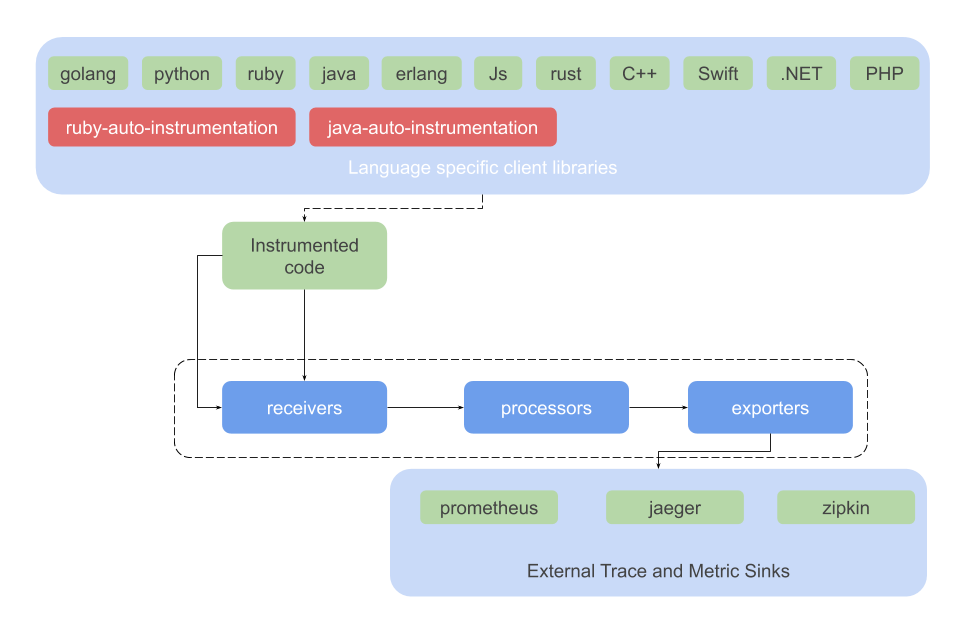 golang python ruby java erlang Js rust C++ Swift .NET PHP
ruby-auto-instrumentation java-auto-instrumentation
Language specific client libraries
Instrumented
code
receivers processors exporters
prometheus jaeger zipkin
External Trace and Metric Sinks